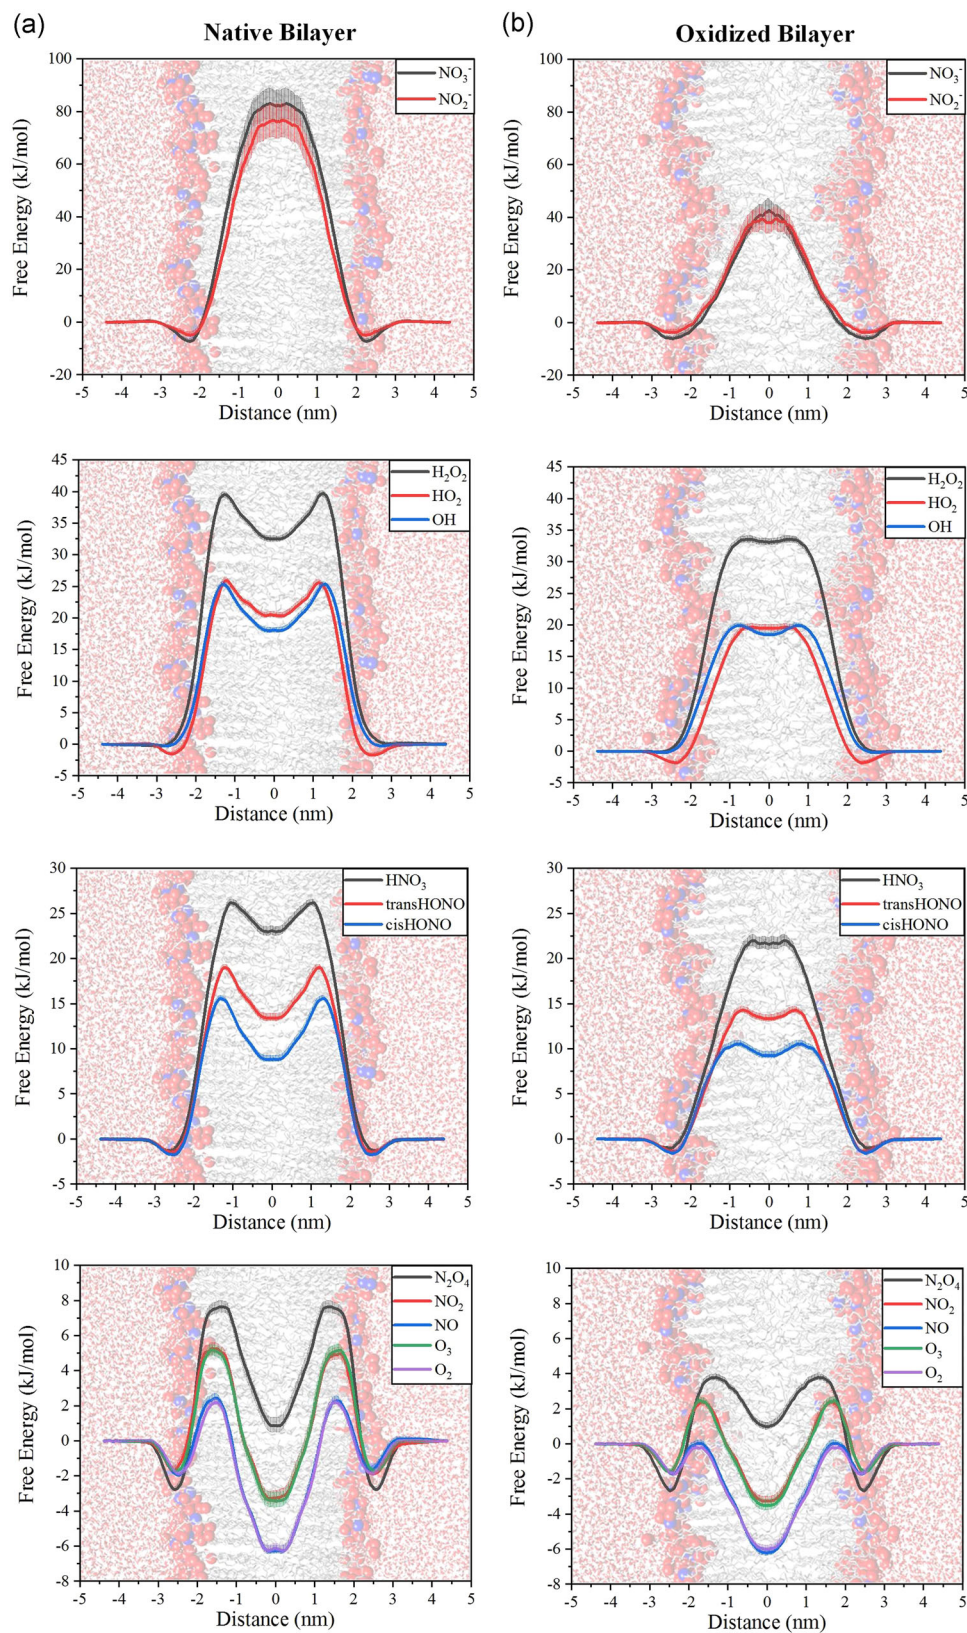 (a)
Native Bilayer
(b)
Oxidized Bilayer
Free Energy (kJ/mol)
100
80
60
40
20
0
-20
NO₃⁻
NO₂⁻
-5 -4 -3 -2 -1 0 1 2 3 4 5
Distance (nm)
Free Energy (kJ/mol)
100
80
60
40
20
0
-20
NO₃⁻
NO₂⁻
-5 -4 -3 -2 -1 0 1 2 3 4 5
Distance (nm)
Free Energy (kJ/mol)
45
40
35
30
25
20
15
10
5
0
-5
H₂O₂
HO₂
OH
-5 -4 -3 -2 -1 0 1 2 3 4 5
Distance (nm)
Free Energy (kJ/mol)
45
40
35
30
25
20
15
10
5
0
-5
H₂O₂
HO₂
OH
-5 -4 -3 -2 -1 0 1 2 3 4 5
Distance (nm)
Free Energy (kJ/mol)
30
25
20
15
10
5
0
-5
HNO₃
transHONO
cisHONO
-5 -4 -3 -2 -1 0 1 2 3 4 5
Distance (nm)
Free Energy (kJ/mol)
30
25
20
15
10
5
0
-5
HNO₃
transHONO
cisHONO
-5 -4 -3 -2 -1 0 1 2 3 4 5
Distance (nm)
Free Energy (kJ/mol)
10
8
6
4
2
0
-2
-4
-6
-8
N₂O₄
NO₂
NO
O₃
O₂
-5 -4 -3 -2 -1 0 1 2 3 4 5
Distance (nm)
Free Energy (kJ/mol)
10
8
6
4
2
0
-2
-4
-6
-8
N₂O₄
NO₂
NO
O₃
O₂
-5 -4 -3 -2 -1 0 1 2 3 4 5
Distance (nm)